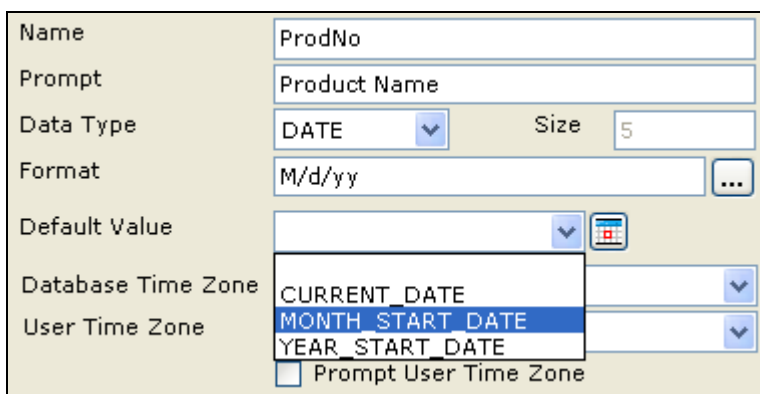 Name ProdNo
Prompt Product Name
Data Type DATE Size 5
Format M/d/yy ...
Default Value
Database Time Zone
CURRENT_DATE
User Time Zone MONTH_START_DATE
YEAR_START_DATE
Prompt User Time Zone